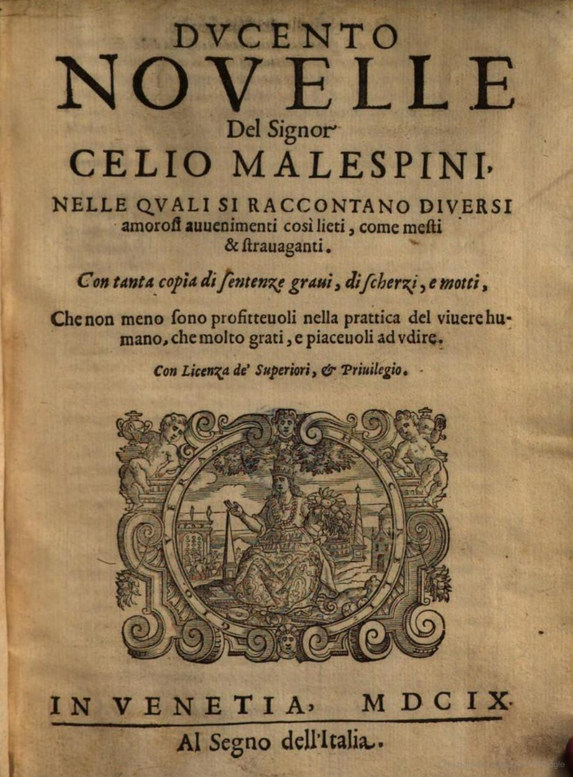 DVCENTO
NOVELLE
Del Signor
CELIO MALESPINI,
NELLE QVALI SI RACCONTANO DIVERSI
amorosi auuenimenti così lieti, come mesti
& strauaganti.
Con tanta copia di sentenze graui, di scherzi, e motti,
Che non meno sono profitteuoli nella prattica del viuere hu-
mano, che molto grati, e piaceuoli ad vdire.
Con Licenza de' Superiori, & Priuilegio.
IN VENETIA, MDCIX.
Al Segno dell'Italia.